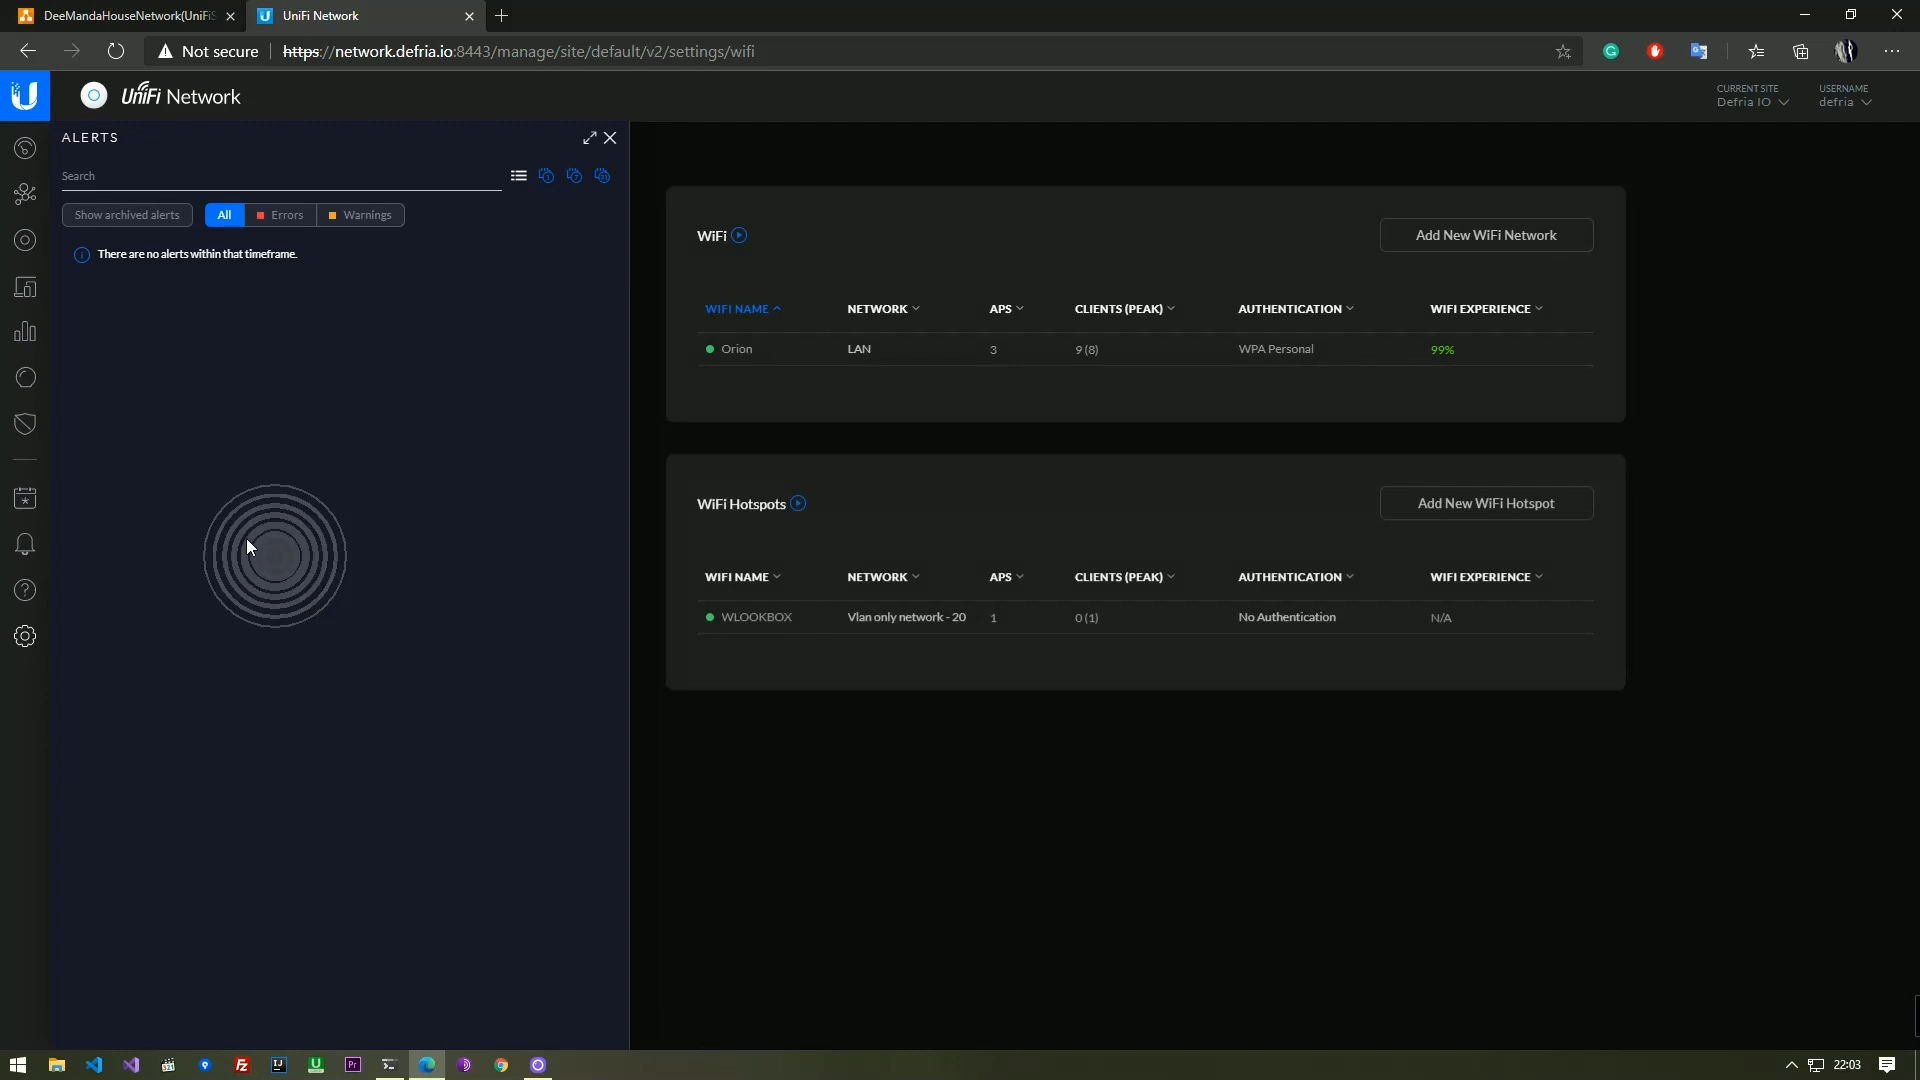 DeeMandaHouseNetwork(UniFiS
UniFi Network
Not secure
https://network.defria.io:8443/manage/site/default/v2/settings/wifi
UniFi Network
CURRENT SITE
Defria IO
USERNAME
defria
ALERTS
Search
Show archived alerts
All
Errors
Warnings
There are no alerts within that timeframe.
WiFi
Add New WiFi Network
WIFI NAME NETWORK APS CLIENTS (PEAK) AUTHENTICATION WIFI EXPERIENCE
Orion LAN 3 9 (8) WPA Personal 99%
WiFi Hotspots
Add New WiFi Hotspot
WIFI NAME NETWORK APS CLIENTS (PEAK) AUTHENTICATION WIFI EXPERIENCE
WLOOKBOX Vlan only network - 20 1 0 (1) No Authentication N/A
22:03